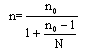 n= n₀ / (1 + (n₀ − 1) / N)